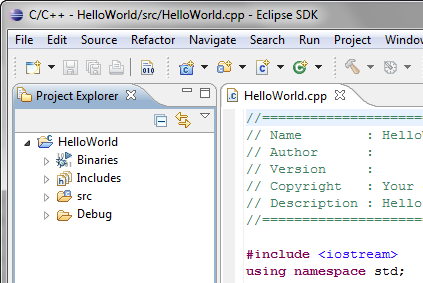 C/C++ - HelloWorld/src/HelloWorld.cpp - Eclipse SDK
File Edit Source Refactor Navigate Search Run Project Window
Project Explorer
HelloWorld
Binaries
Includes
src
Debug
HelloWorld.cpp
//====================
// Name : Hello
// Author :
// Version :
// Copyright : Your
// Description : Hello
//====================
#include <iostream>
using namespace std;